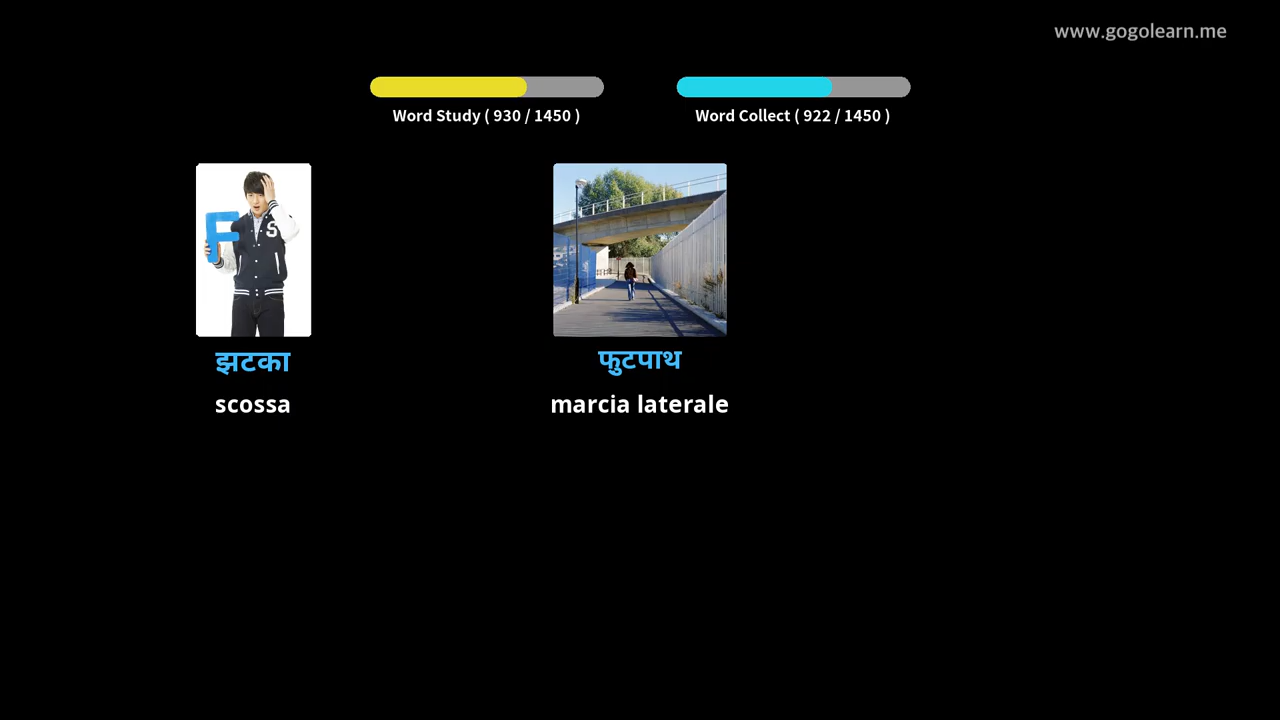 www.gogolearn.me
Word Study ( 930 / 1450 )
Word Collect ( 922 / 1450 )
F
S
झटका
फुटपाथ
scossa
marcia laterale